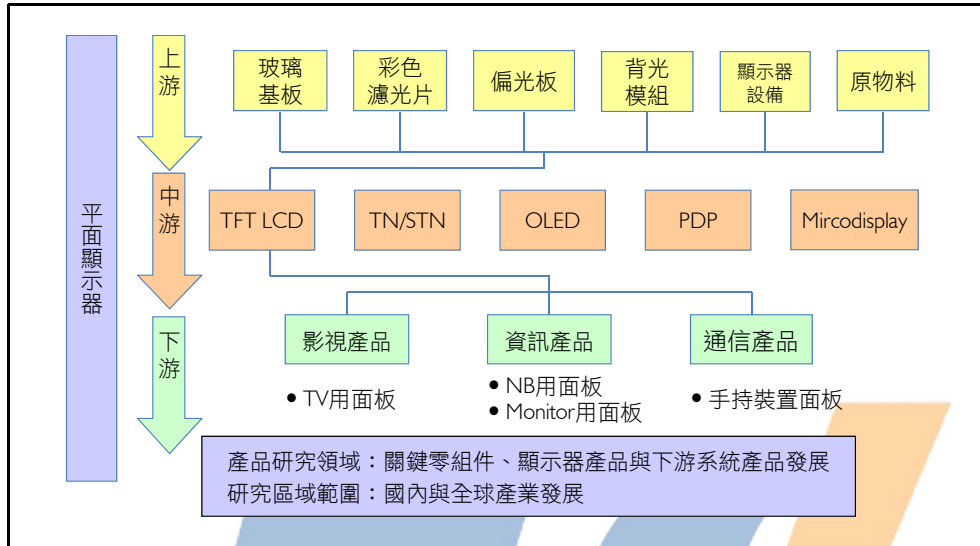 平面顯示器
上游
玻璃
基板
彩色
濾光片
偏光板
背光
模組
顯示器
設備
原物料
中游
TFT LCD
TN/STN
OLED
PDP
Mircodisplay
下游
影視產品
資訊產品
通信產品
• TV用面板
• NB用面板
• Monitor用面板
• 手持裝置面板
產品研究領域：關鍵零組件、顯示器產品與下游系統產品發展
研究區域範圍：國內與全球產業發展